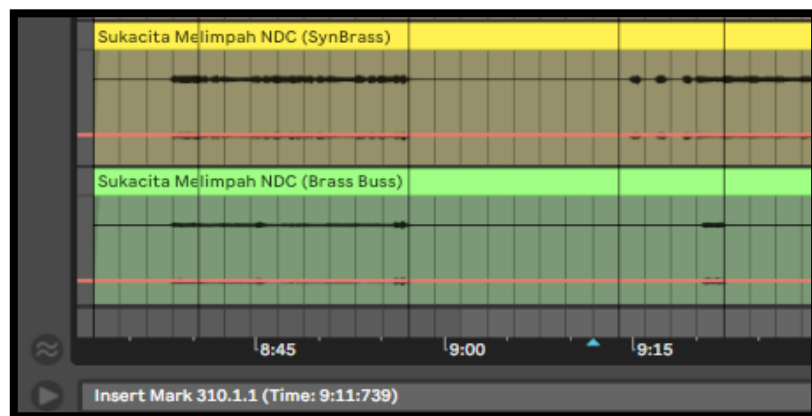 Sukacita Melimpah NDC (SynBrass)
Sukacita Melimpah NDC (Brass Buss)
8:45 9:00 9:15
Insert Mark 310.1.1 (Time: 9:11:739)